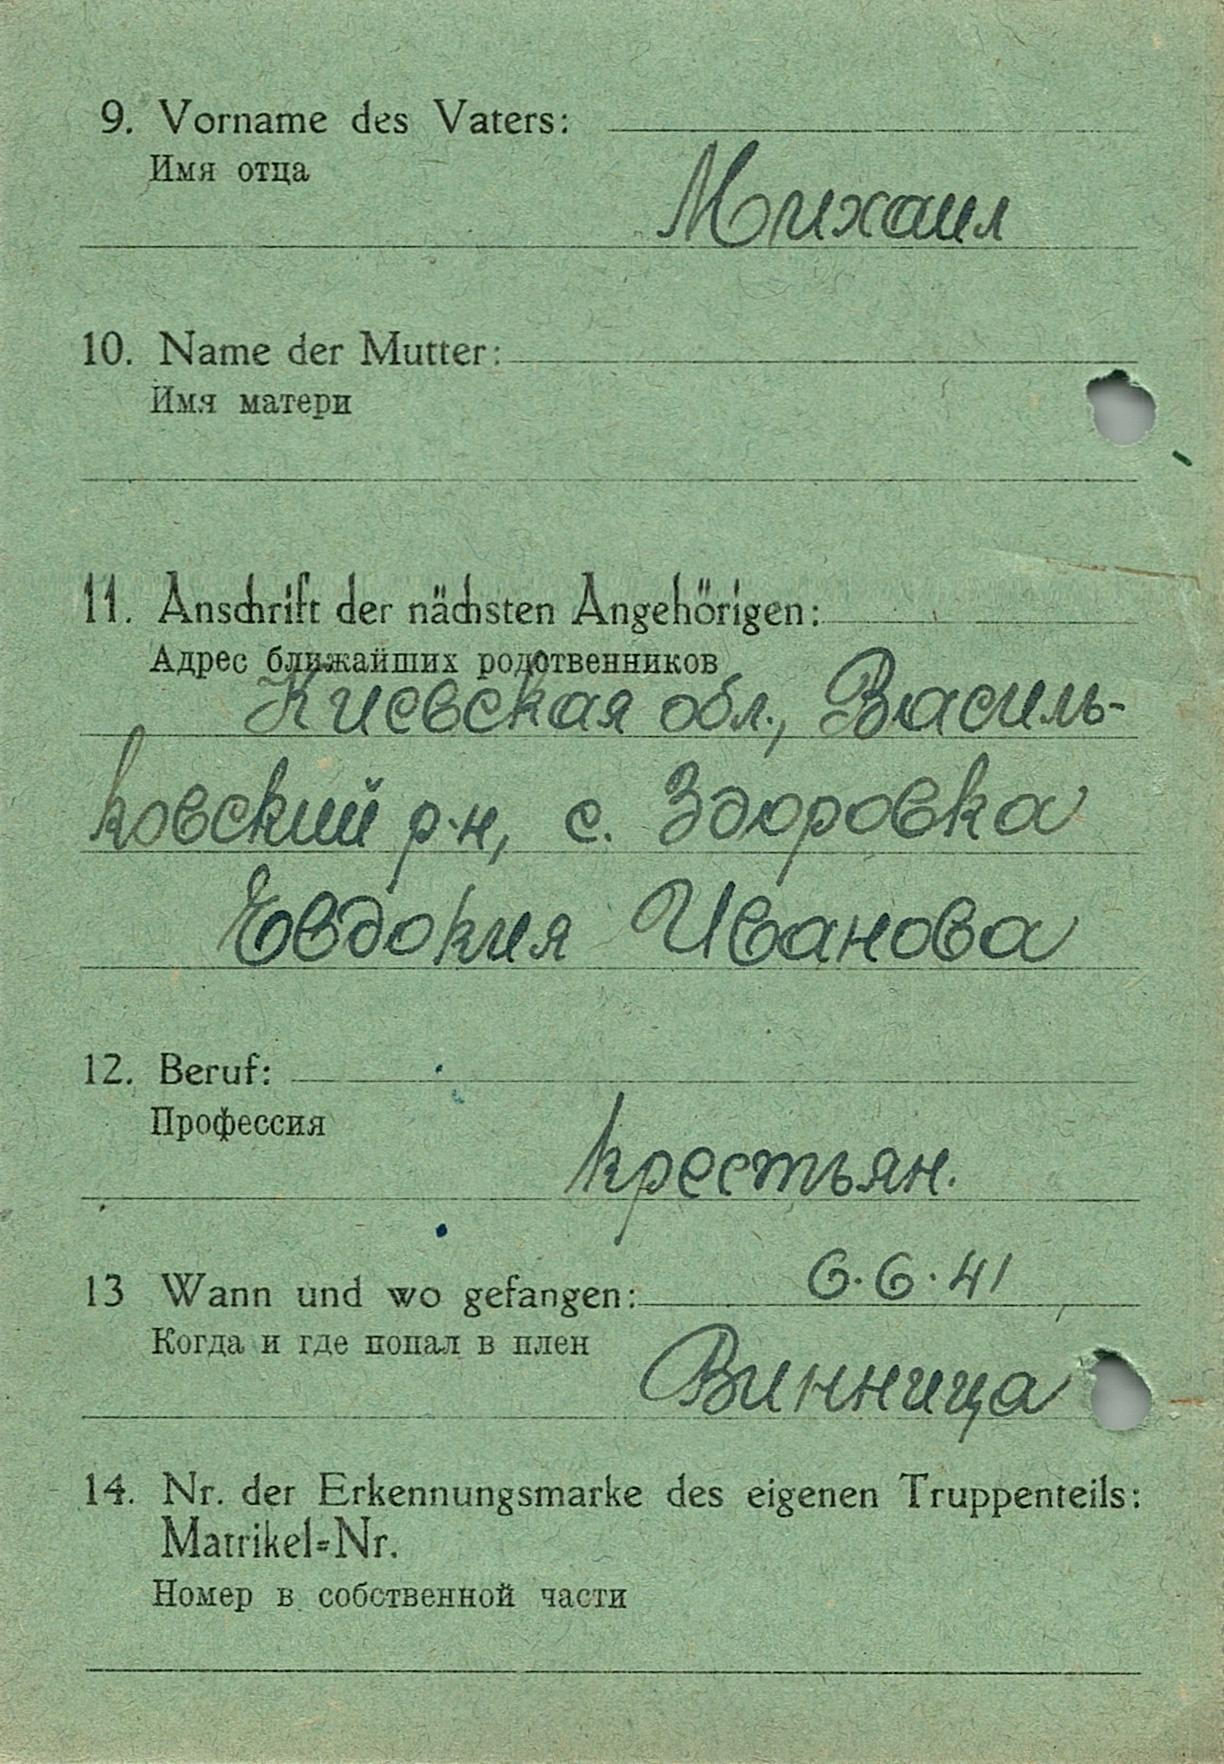 9. Vorname des Vaters:
Имя отца
Михаил
10. Name der Mutter:
Имя матери
11. Anschrift der nächsten Angehörigen:
Адрес ближайших родственников
Киевская обл., Василь-
ковский р-н, с. Здоровка
Евдокия Иванова
12. Beruf:
Профессия
крестьян.
13 Wann und wo gefangen: 6.6.41
Когда и где попал в плен
Винница
14. Nr. der Erkennungsmarke des eigenen Truppenteils:
Matrikel=Nr.
Номер в собственной части